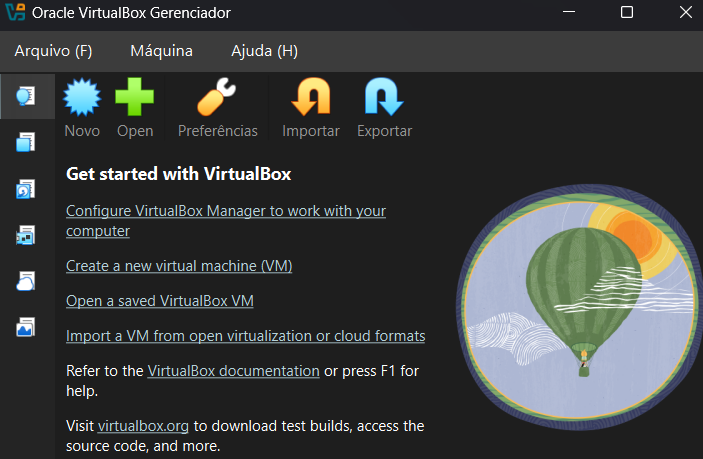 Oracle VirtualBox Gerenciador
Arquivo (F) Máquina Ajuda (H)
Novo Open Preferências Importar Exportar
Get started with VirtualBox
Configure VirtualBox Manager to work with your
computer
Create a new virtual machine (VM)
Open a saved VirtualBox VM
Import a VM from open virtualization or cloud formats
Refer to the VirtualBox documentation or press F1 for
help.
Visit virtualbox.org to download test builds, access the
source code, and more.